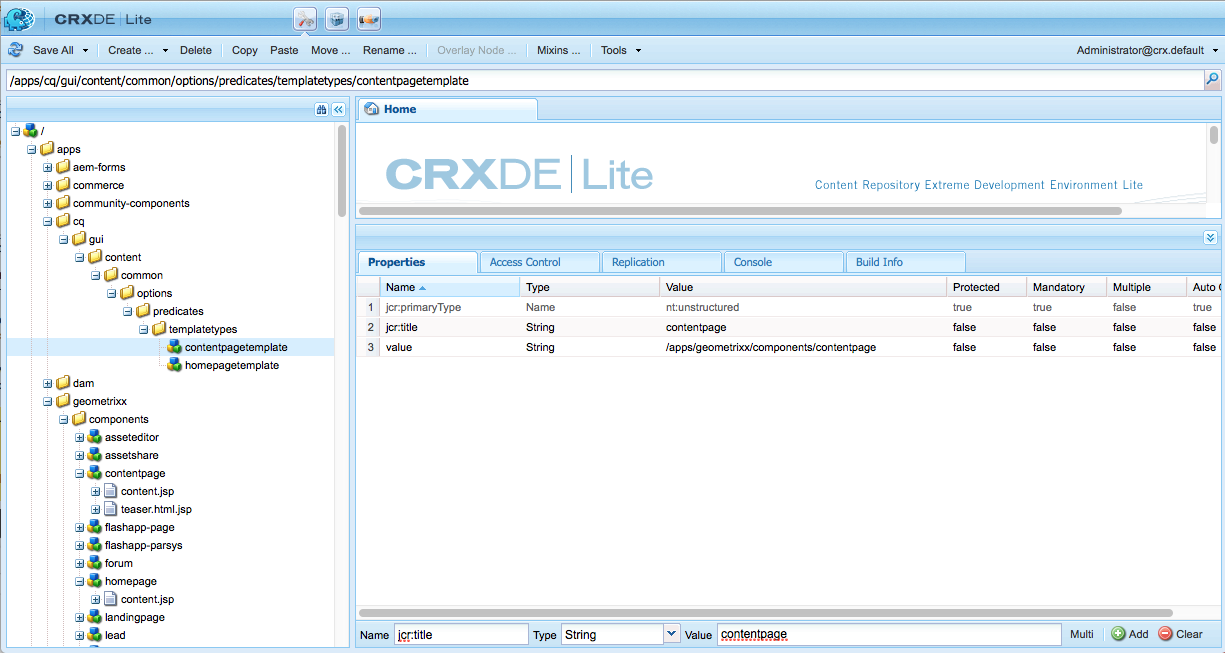 CRXDE | Lite
Save All Create ... Delete Copy Paste Move ... Rename ... Overlay Node ... Mixins ... Tools Administrator@crx.default
/apps/cq/gui/content/common/options/predicates/templatetypes/contentpagetemplate
/
apps
aem-forms
commerce
community-components
cq
gui
content
common
options
predicates
templatetypes
contentpagetemplate
homepagetemplate
dam
geometrixx
components
asseteditor
assetshare
contentpage
content.jsp
teaser.html.jsp
flashapp-page
flashapp-parsys
forum
homepage
content.jsp
landingpage
lead
Home
CRXDE | Lite
Content Repository Extreme Development Environment Lite
Properties Access Control Replication Console Build Info
Name Type Value Protected Mandatory Multiple Auto
1 jcr:primaryType Name nt:unstructured true true false true
2 jcr:title String contentpage false false false false
3 value String /apps/geometrixx/components/contentpage false false false false
Name jcr:title Type String Value contentpage Multi Add Clear